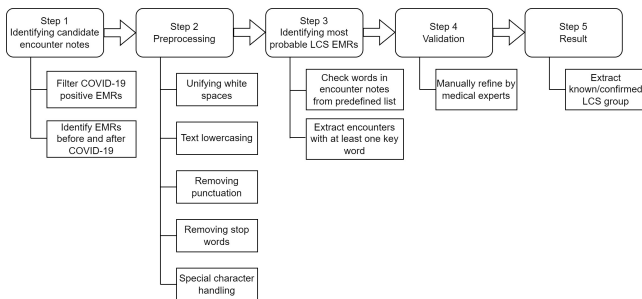 Step 1
Identifying candidate
encounter notes
Step 2
Preprocessing
Step 3
Identifying most
probable LCS EMRs
Step 4
Validation
Step 5
Result
Filter COVID-19
positive EMRs
Identify EMRs
before and after
COVID-19
Unifying white
spaces
Text lowercasing
Removing
punctuation
Removing stop
words
Special character
handling
Check words in
encounter notes
from predefined list
Extract encounters
with at least one key
word
Manually refine by
medical experts
Extract
known/confirmed
LCS group